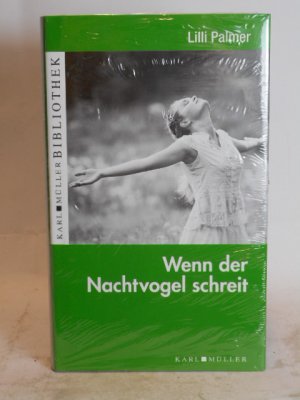 Lilli Palmer
KARL ■ MÜLLER BIBLIOTHEK
Wenn der
Nachtvogel schreit
KARL ■ MÜLLER